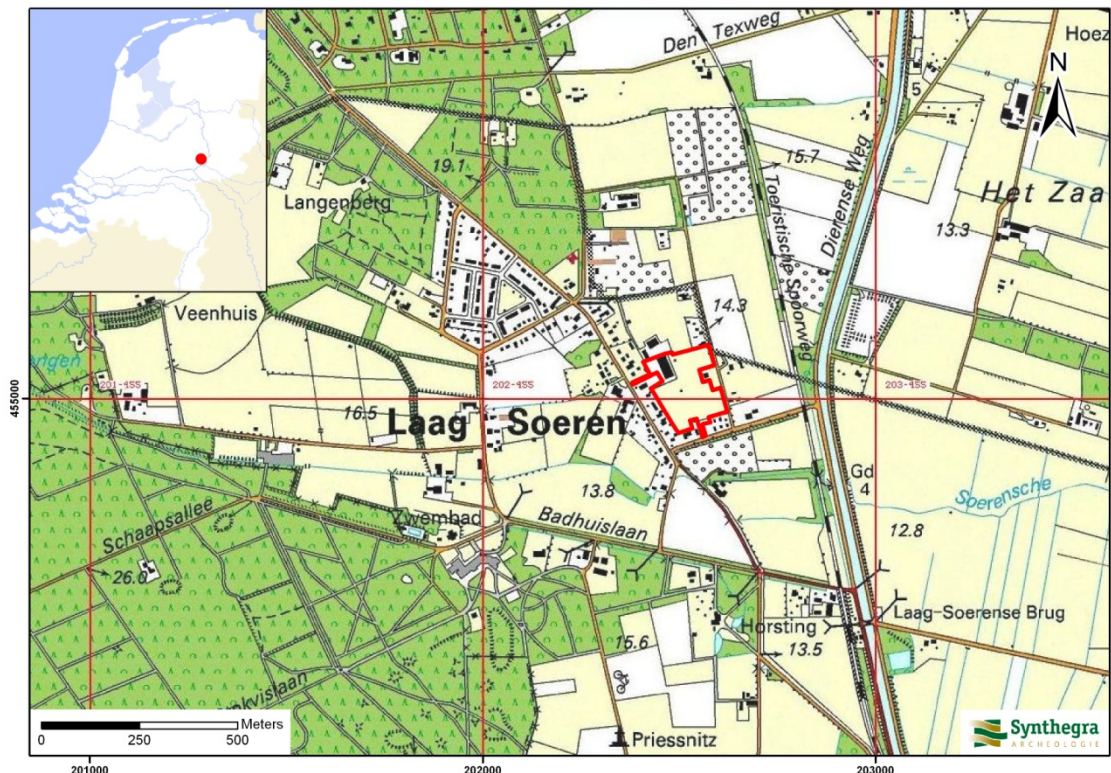 Den Texweg
Hoez
5
N
19.1
15.7
Dierense Weg
Toeristische Spoorweg
Het Zaa
Langenberg
13.3
Veenhuis
14.3
201-455
202-455
203-455
455000
16.5
Laag Soeren
Gd
4
13.8
Soerensche
Schaapsallee
Zwembad
Badhuislaan
12.8
26.0
Laag-Soerense Brug
Horsting
15.6
13.5
Meters
0 250 500
Priessnitz
Synthegra
ARCHEOLOGIE
201000 202000 203000